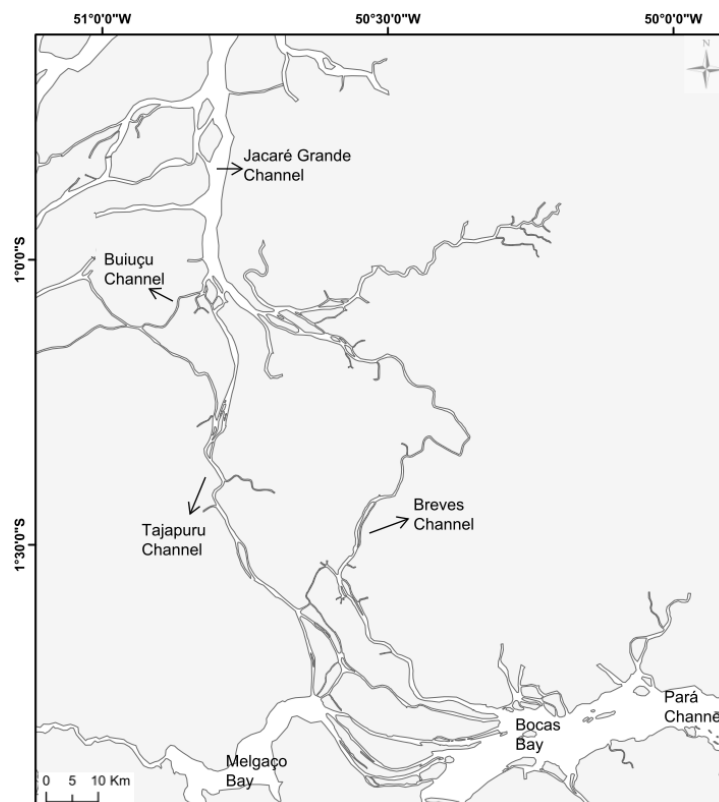 51°0'0"W
50°30'0"W
50°0'0"W
N
Jacaré Grande
Channel
1°0'0"S
Buiuçu
Channel
Breves
Channel
Tajapuru
Channel
1°30'0"S
Pará
Channel
Bocas
Bay
Melgaço
Bay
0 5 10 Km